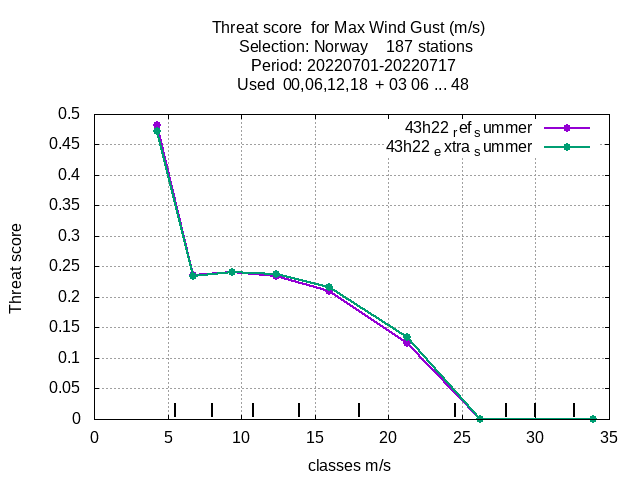 Threat score  for Max Wind Gust (m/s)
Selection: Norway    187 stations
Period: 20220701-20220717
Used  00,06,12,18  + 03 06 ... 48
43h22 ref summer
43h22 extra summer
0.5
0.45
0.4
0.35
0.3
0.25
0.2
0.15
0.1
0.05
0
Threat score
0 5 10 15 20 25 30 35
classes m/s